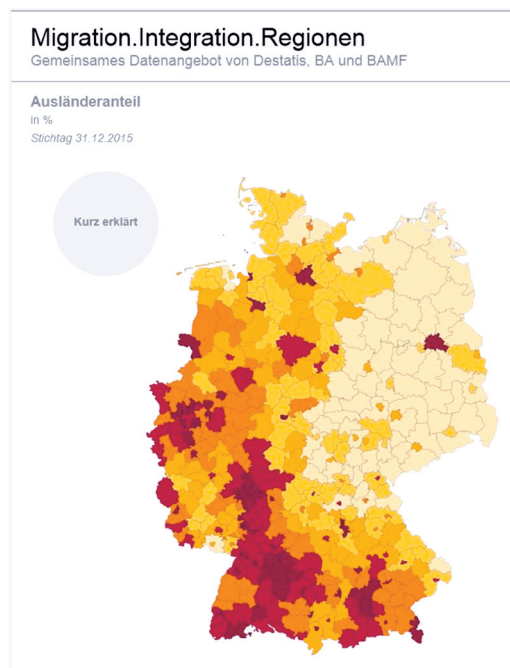 Migration.Integration.Regionen
Gemeinsames Datenangebot von Destatis, BA und BAMF
Ausländeranteil
in %
Stichtag 31.12.2015
Kurz erklärt